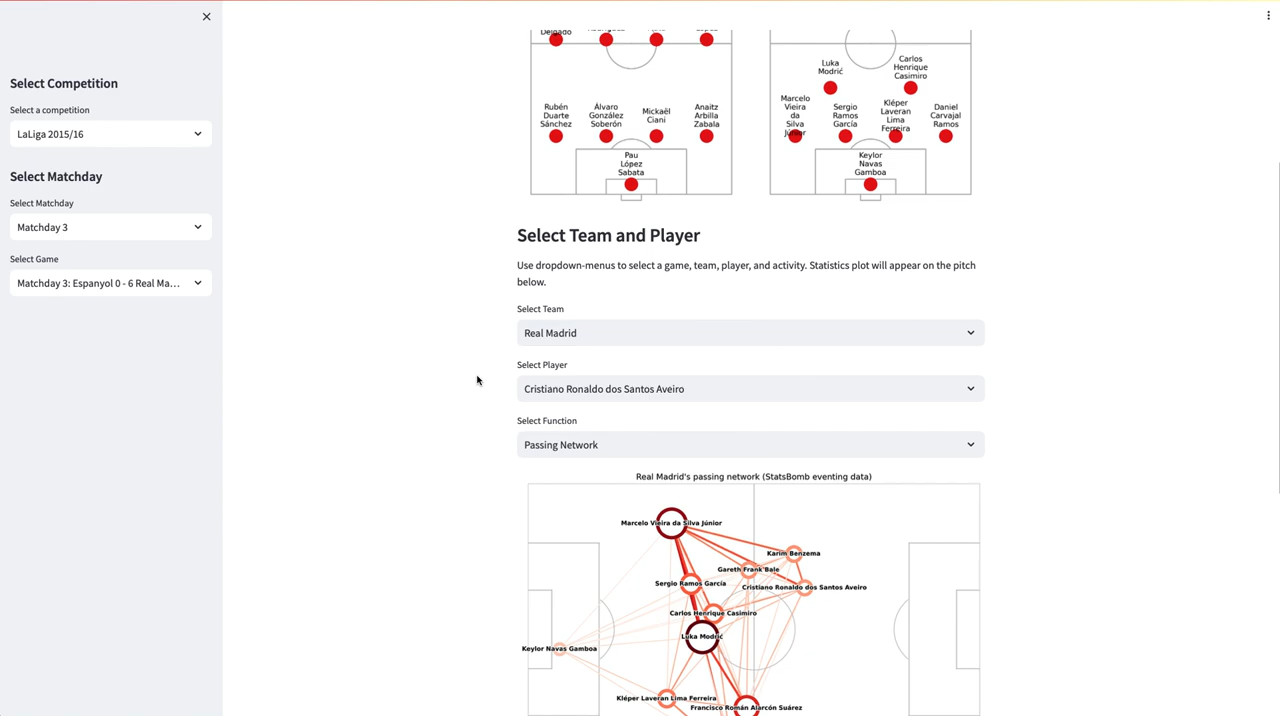 Select Competition
Select a competition
LaLiga 2015/16
Select Matchday
Select Matchday
Matchday 3
Select Game
Matchday 3: Espanyol 0 - 6 Real Ma...
Delgado
Rubén
Duarte
Sánchez
Álvaro
González
Soberón
Mickaël
Ciani
Anaitz
Arbilla
Zabala
Pau
López
Sabata
Luka
Modrić
Carlos
Henrique
Casimiro
Marcelo
Vieira
da
Silva
Júnior
Sergio
Ramos
García
Kléper
Laveran
Lima
Ferreira
Daniel
Carvajal
Ramos
Keylor
Navas
Gamboa
Select Team and Player
Use dropdown-menus to select a game, team, player, and activity. Statistics plot will appear on the pitch
below.
Select Team
Real Madrid
Select Player
Cristiano Ronaldo dos Santos Aveiro
Select Function
Passing Network
Real Madrid's passing network (StatsBomb eventing data)
Marcelo Vieira da Silva Júnior
Karim Benzema
Gareth Frank Bale
Sergio Ramos García
Cristiano Ronaldo dos Santos Aveiro
Carlos Henrique Casimiro
Luka Modrić
Keylor Navas Gamboa
Kléper Laveran Lima Ferreira
Francisco Román Alarcón Suárez